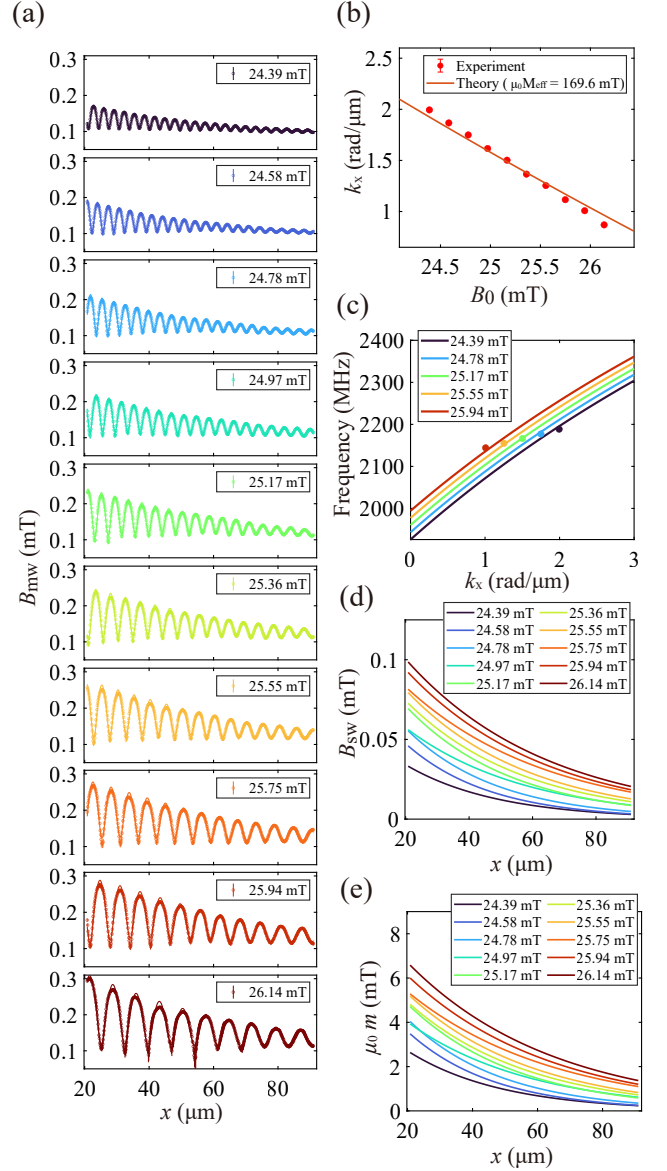 (a)
0.3
0.2
0.1
24.39 mT
0.3
0.2
0.1
24.58 mT
0.3
0.2
0.1
24.78 mT
0.3
0.2
0.1
24.97 mT
0.3
0.2
0.1
25.17 mT
0.3
0.2
0.1
25.36 mT
0.3
0.2
0.1
25.55 mT
0.3
0.2
0.1
25.75 mT
0.3
0.2
0.1
25.94 mT
0.3
0.2
0.1
26.14 mT
20 40 60 80
x (μm)
B_mw (mT)
(b)
Experiment
Theory ( μ₀M_eff = 169.6 mT)
2.5
2
1.5
1
k_x (rad/μm)
24.5 25 25.5 26
B₀ (mT)
(c)
24.39 mT
24.78 mT
25.17 mT
25.55 mT
25.94 mT
2400
2300
2200
2100
2000
Frequency (MHz)
0 1 2 3
k_x (rad/μm)
(d)
24.39 mT 25.36 mT
24.58 mT 25.55 mT
24.78 mT 25.75 mT
24.97 mT 25.94 mT
25.17 mT 26.14 mT
0.1
0.05
0
B_sw (mT)
20 40 60 80
x (μm)
(e)
24.39 mT 25.36 mT
24.58 mT 25.55 mT
24.78 mT 25.75 mT
24.97 mT 25.94 mT
25.17 mT 26.14 mT
8
6
4
2
0
μ₀ m (mT)
20 40 60 80
x (μm)